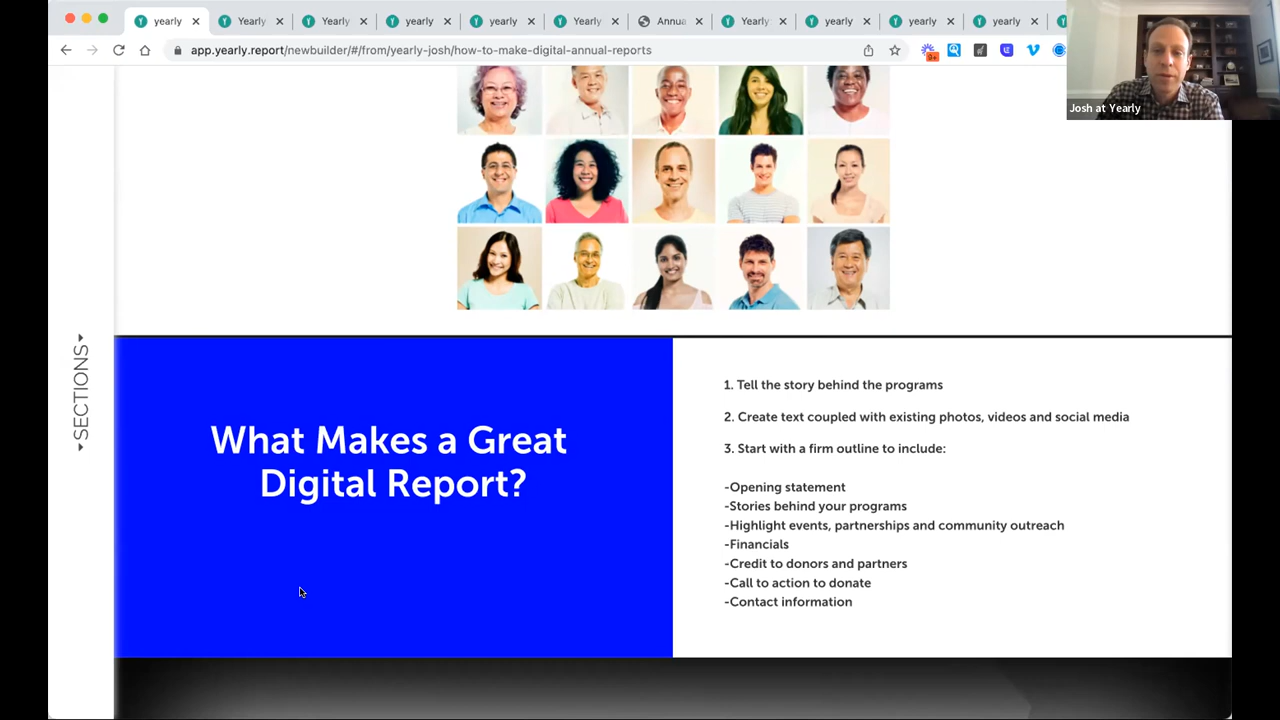 yearly
Yearly
Yearly
yearly
yearly
Yearly
Annua
Yearly
yearly
yearly
yearly
app.yearly.report/newbuilder/#/from/yearly-josh/how-to-make-digital-annual-reports
9+
Josh at Yearly
SECTIONS
What Makes a Great
Digital Report?
1. Tell the story behind the programs
2. Create text coupled with existing photos, videos and social media
3. Start with a firm outline to include:
-Opening statement
-Stories behind your programs
-Highlight events, partnerships and community outreach
-Financials
-Credit to donors and partners
-Call to action to donate
-Contact information